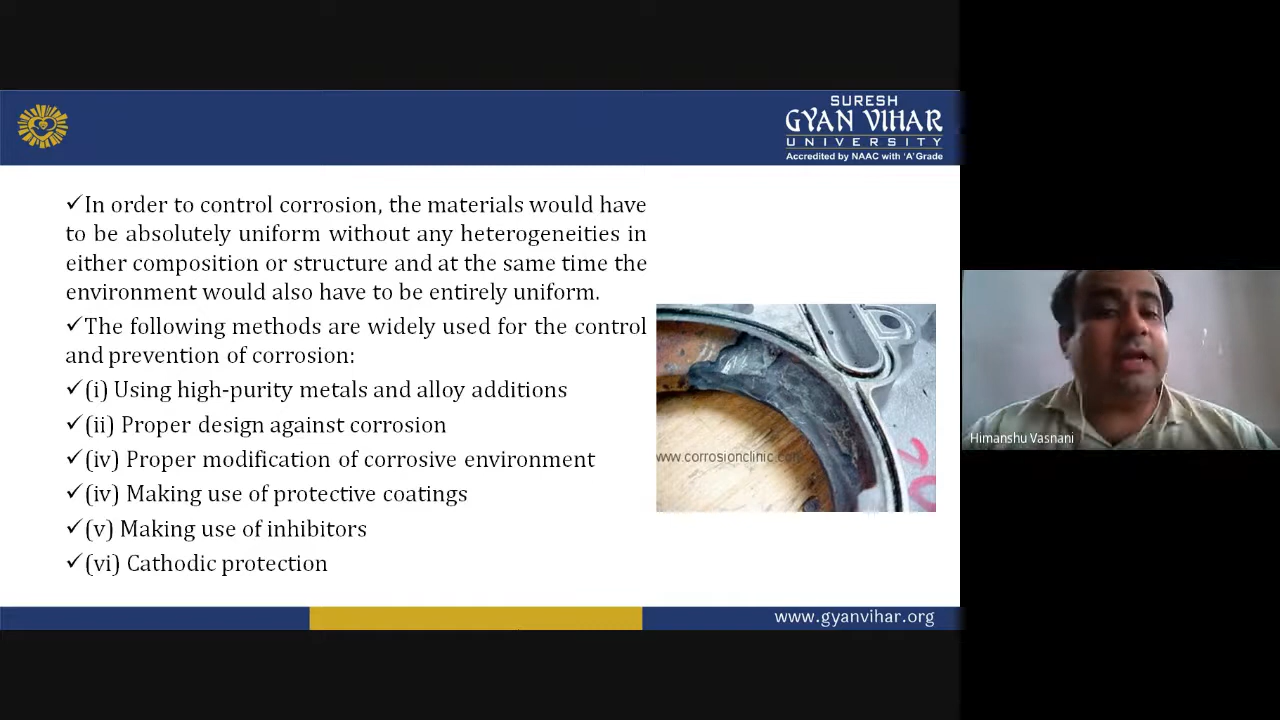 SURESH
GYAN VIHAR
UNIVERSITY
Accredited by NAAC with 'A' Grade
✓In order to control corrosion, the materials would have
to be absolutely uniform without any heterogeneities in
either composition or structure and at the same time the
environment would also have to be entirely uniform.
✓The following methods are widely used for the control
and prevention of corrosion:
✓(i) Using high-purity metals and alloy additions
✓(ii) Proper design against corrosion
✓(iv) Proper modification of corrosive environment
✓(iv) Making use of protective coatings
✓(v) Making use of inhibitors
✓(vi) Cathodic protection
www.corrosionclinic.com
Himanshu Vasnani
www.gyanvihar.org